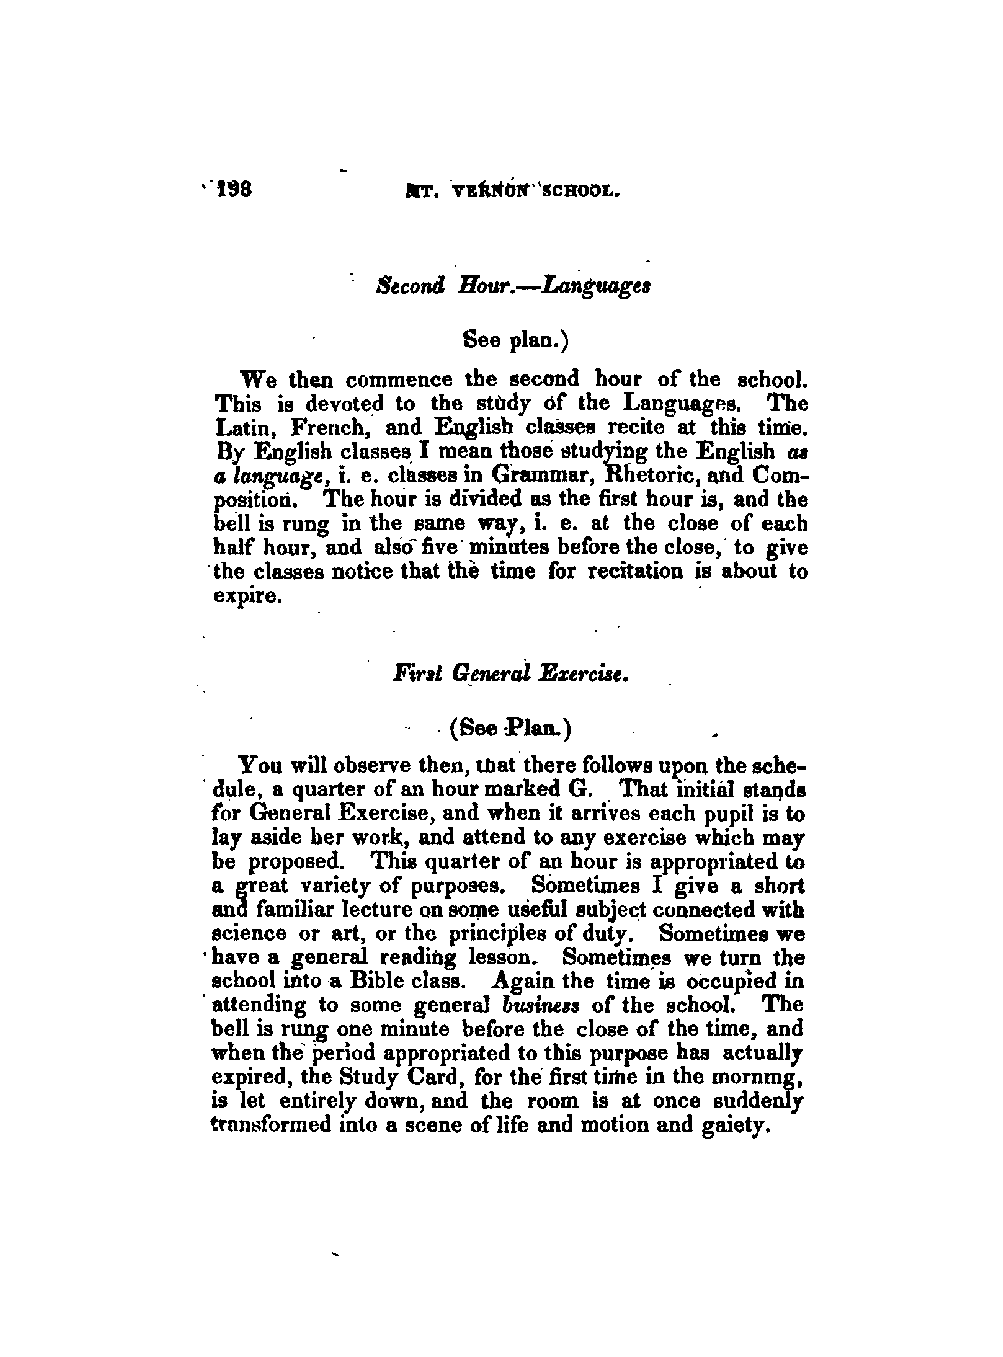 198 MT. VERNON SCHOOL.
Second Hour.—Languages
See plan.)
We then commence the second hour of the school.
This is devoted to the study of the Languages. The
Latin, French, and English classes recite at this time.
By English classes I mean those studying the English as
a language, i. e. classes in Grammar, Rhetoric, and Com-
position. The hour is divided as the first hour is, and the
bell is rung in the same way, i. e. at the close of each
half hour, and also five minutes before the close, to give
the classes notice that the time for recitation is about to
expire.
First General Exercise.
(See Plan.)
You will observe then, that there follows upon the sche-
dule, a quarter of an hour marked G. That initial stands
for General Exercise, and when it arrives each pupil is to
lay aside her work, and attend to any exercise which may
be proposed. This quarter of an hour is appropriated to
a great variety of purposes. Sometimes I give a short
and familiar lecture on some useful subject connected with
science or art, or the principles of duty. Sometimes we
have a general reading lesson. Sometimes we turn the
school into a Bible class. Again the time is occupied in
attending to some general business of the school. The
bell is rung one minute before the close of the time, and
when the period appropriated to this purpose has actually
expired, the Study Card, for the first time in the morning,
is let entirely down, and the room is at once suddenly
transformed into a scene of life and motion and gaiety.